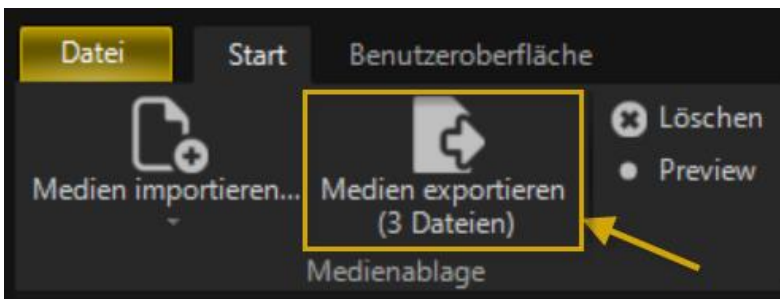 Datei Start Benutzeroberfläche
Medien importieren...
Medien exportieren
(3 Dateien)
Löschen
Preview
Medienablage